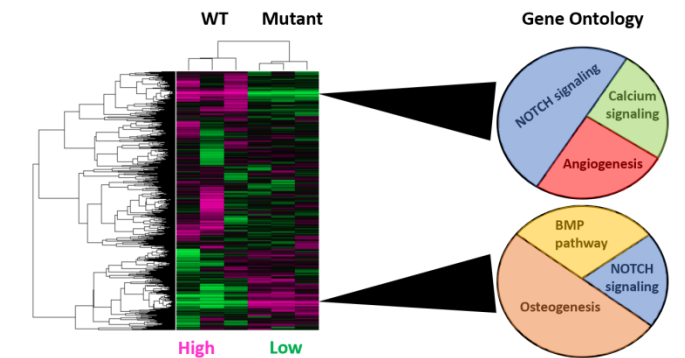 WT Mutant
Gene Ontology
NOTCH signaling
Calcium
signaling
Angiogenesis
BMP
pathway
NOTCH
signaling
Osteogenesis
High Low